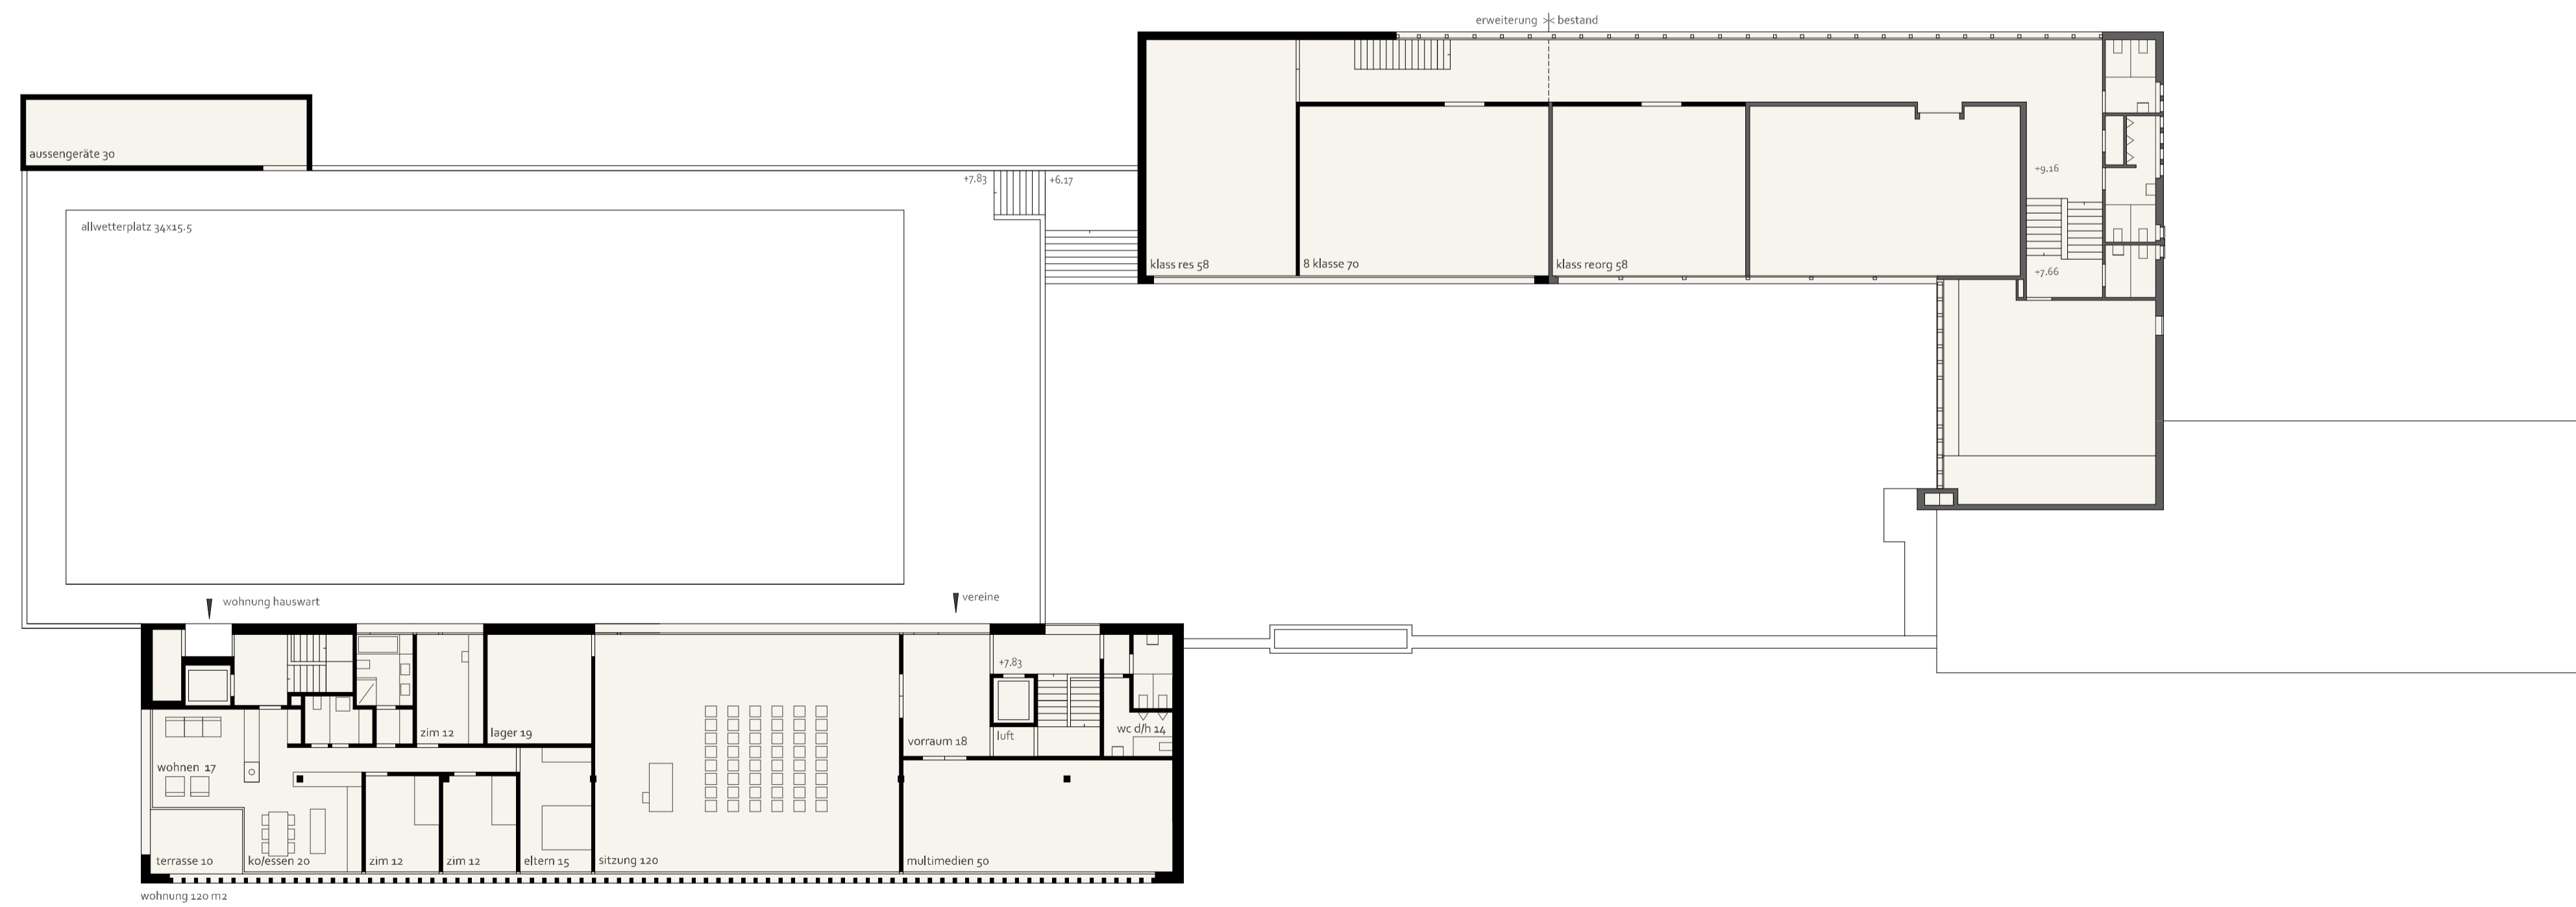 erweiterung >< bestand
aussengeräte 30
+7.83
+6.17
+9.16
allwetterplatz 34x15.5
klass res 58
8 klasse 70
klass reorg 58
+7.66
wohnung hauswart
vereine
+7.83
zim 12
lager 19
vorraum 18
luft
wc d/h 14
wohnen 17
terrasse 10
ko/essen 20
zim 12
zim 12
eltern 15
sitzung 120
multimedien 50
wohnung 120 m2